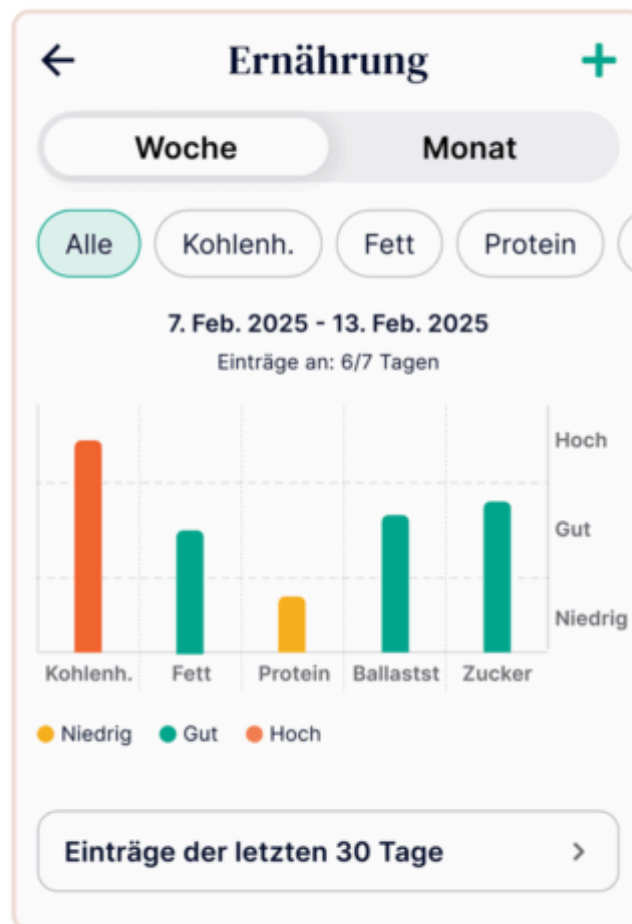 Ernährung
Woche Monat
Alle Kohlenh. Fett Protein
7. Feb. 2025 - 13. Feb. 2025
Einträge an: 6/7 Tagen
Hoch
Gut
Niedrig
Kohlenh. Fett Protein Ballastst Zucker
Niedrig Gut Hoch
Einträge der letzten 30 Tage